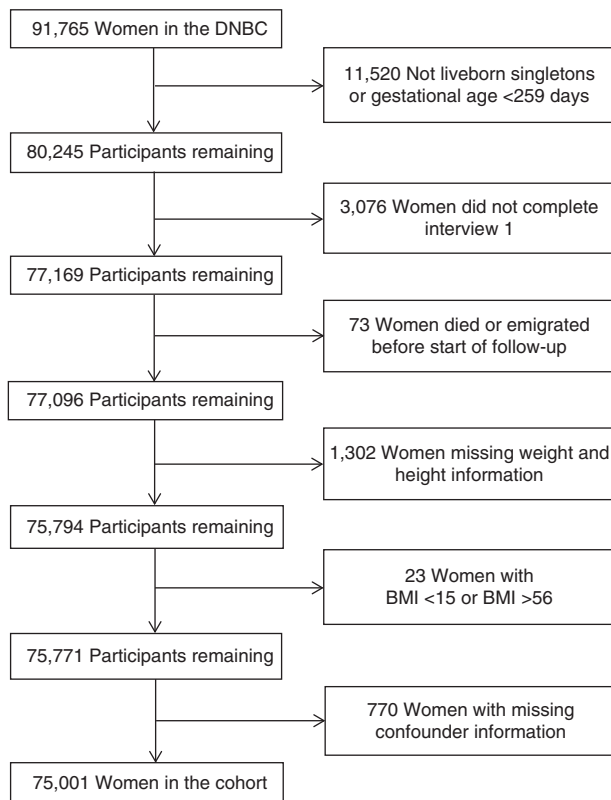 91,765 Women in the DNBC
11,520 Not liveborn singletons
or gestational age <259 days
80,245 Participants remaining
3,076 Women did not complete
interview 1
77,169 Participants remaining
73 Women died or emigrated
before start of follow-up
77,096 Participants remaining
1,302 Women missing weight and
height information
75,794 Participants remaining
23 Women with
BMI <15 or BMI >56
75,771 Participants remaining
770 Women with missing
confounder information
75,001 Women in the cohort